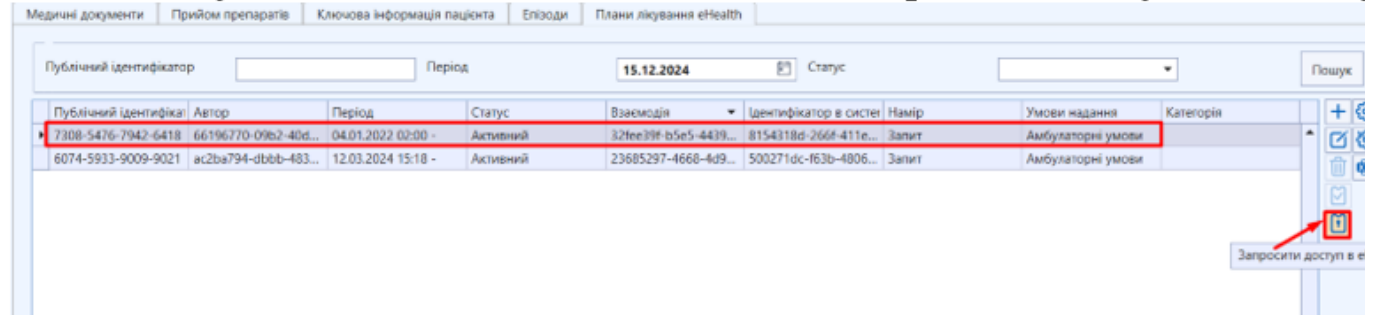 Медичні документи Прийом препаратів Ключова інформація пацієнта Епізоди Плани лікування eHealth
Публічний ідентифікатор Період 15.12.2024 Статус Пошук
Публічний ідентифікат Автор Період Статус Взаємодія Ідентифікатор в систем Намір Умови надання Категорія
7308-5476-7942-6418 66196770-09b2-40d... 04.01.2022 02:00 - Активний 32fee39f-b5e5-4439... 8154318d-266f-411e... Запит Амбулаторні умови
6074-5933-9009-9021 ac2ba794-dbbb-483... 12.03.2024 15:18 - Активний 23685297-4668-4d9... 500271dc-f63b-4806... Запит Амбулаторні умови
Запросити доступ в e